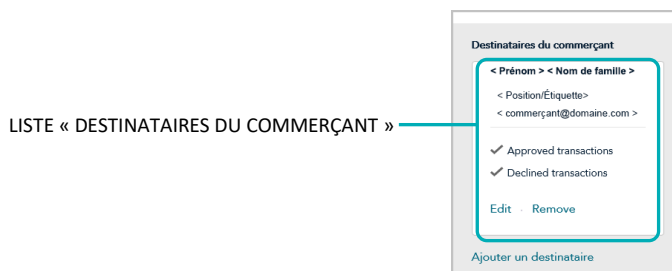 Destinataires du commerçant
< Prénom > < Nom de famille >
< Position/Étiquette>
< commerçant@domaine.com >
LISTE « DESTINATAIRES DU COMMERÇANT »
Approved transactions
Declined transactions
Edit · Remove
Ajouter un destinataire